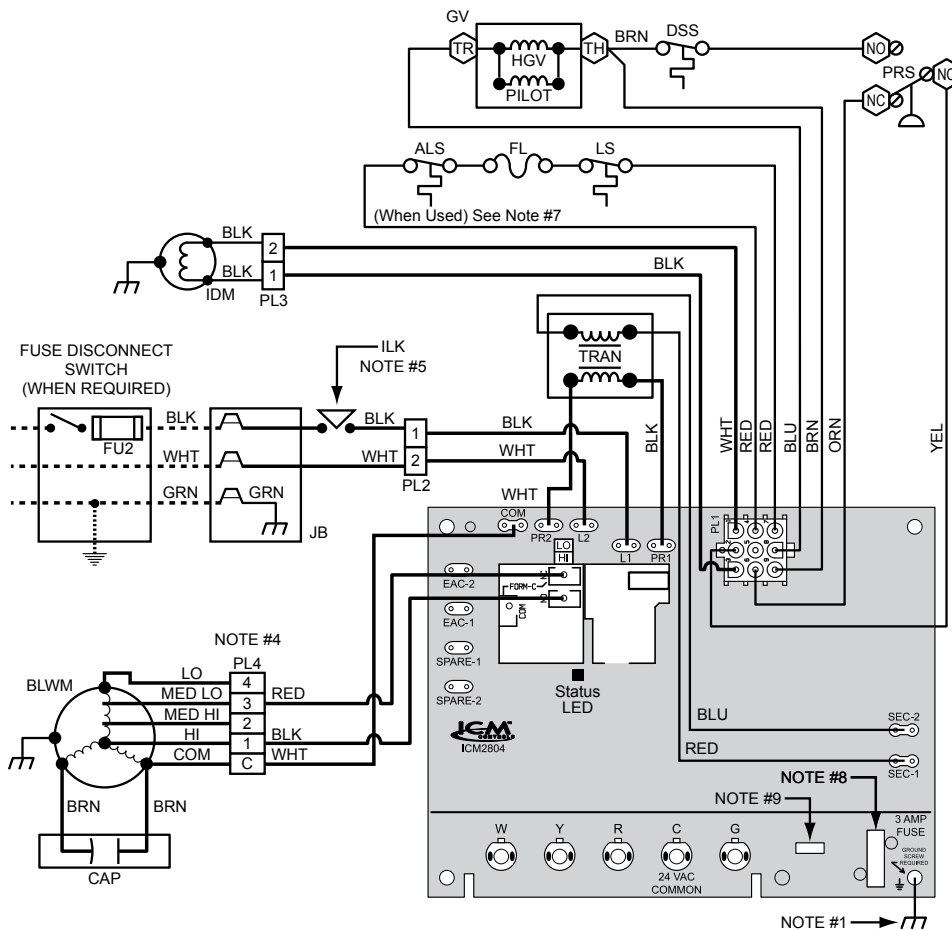 GV
TR
HGV
PILOT
TH
BRN
DSS
NO
PRS
NC
ALS
FL
LS
(When Used) See Note #7
BLK
2
BLK
1
IDM
PL3
BLK
TRAN
FUSE DISCONNECT
SWITCH
(WHEN REQUIRED)
ILK
NOTE #5
FU2
BLK
BLK
1
BLK
WHT
WHT
2
WHT
PL2
GRN
GRN
JB
BLK
WHT
RED
RED
BLU
BRN
ORN
YEL
WHT
COM
PR2
L2
L1
PR1
PL1
LO
HI
FORM-C
NC
NO
COM
EAC-2
EAC-1
SPARE-1
SPARE-2
Status
LED
ICM
CONTROLS
ICM2804
NOTE #4
PL4
BLWM
LO
4
MED LO
3
RED
MED HI
2
HI
1
BLK
COM
C
WHT
BRN
BRN
CAP
BLU
SEC-2
RED
SEC-1
NOTE #8
NOTE #9
3 AMP
FUSE
GROUND
SCREW
REQUIRED
W
Y
R
C
G
24 VAC
COMMON
NOTE #1